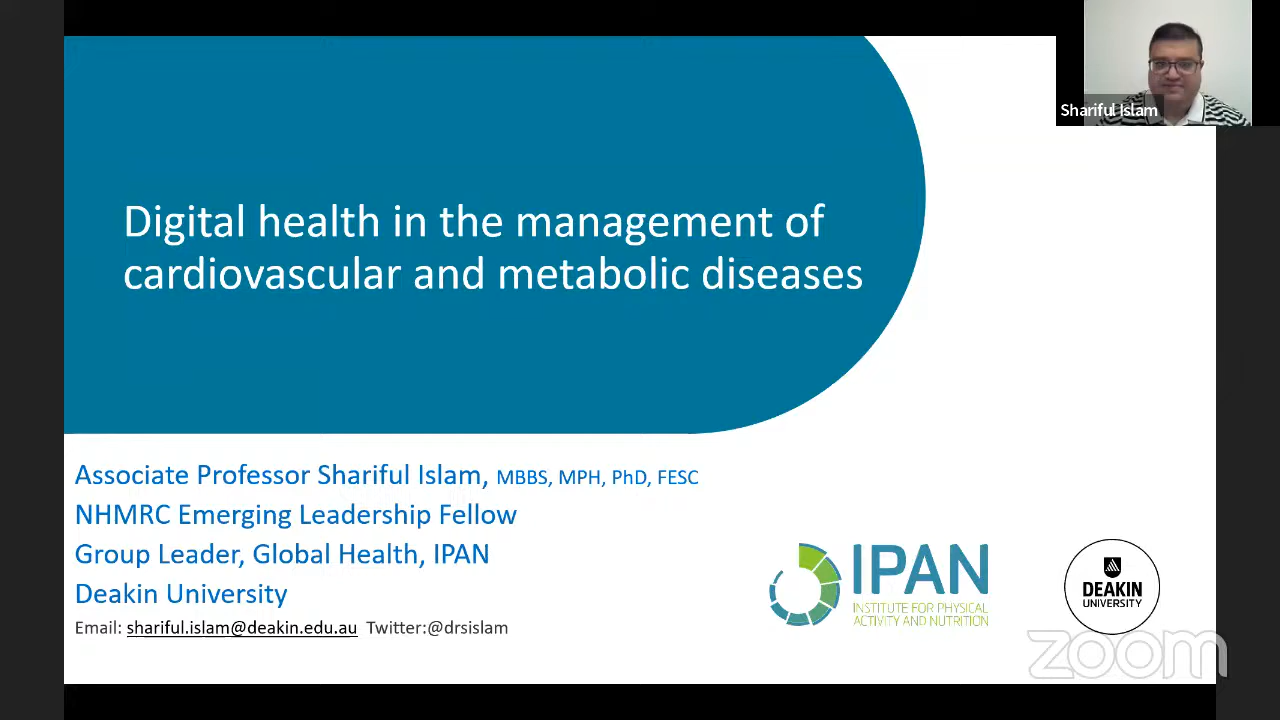 Shariful Islam
Digital health in the management of
cardiovascular and metabolic diseases
Associate Professor Shariful Islam, MBBS, MPH, PhD, FESC
NHMRC Emerging Leadership Fellow
Group Leader, Global Health, IPAN
Deakin University
Email: shariful.islam@deakin.edu.au Twitter:@drsislam
IPAN
INSTITUTE FOR PHYSICAL
ACTIVITY AND NUTRITION
DEAKIN
UNIVERSITY
zoom